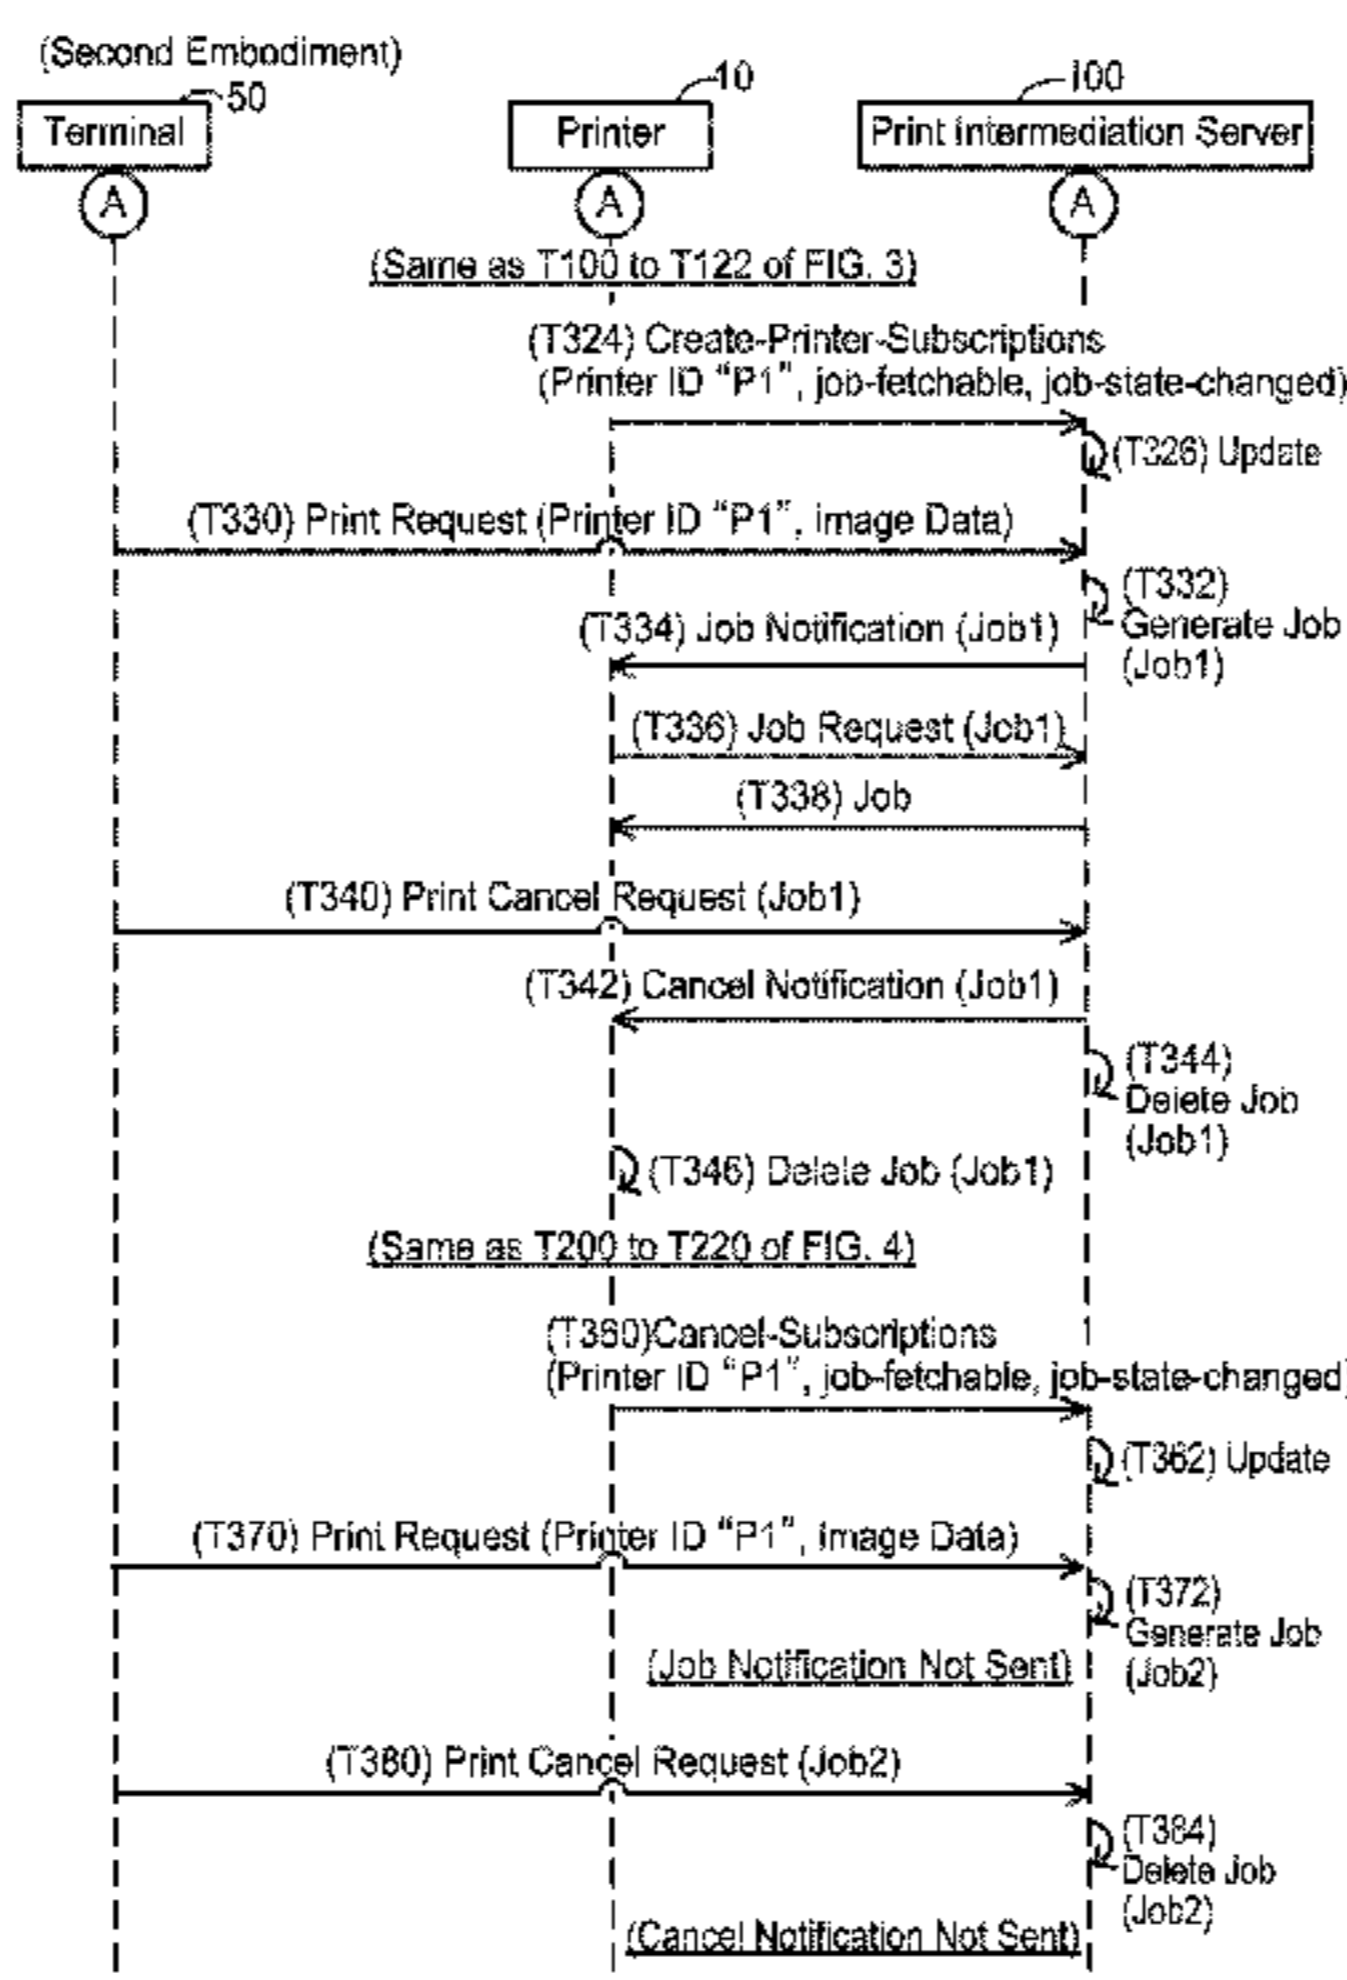 (Second Embodiment)
50
10
100
Terminal
Printer
Print Intermediation Server
A
A
A
(Same as T100 to T122 of FIG. 3)
(T324) Create-Printer-Subscriptions
(Printer ID “P1”, job-fetchable, job-state-changed)
(T326) Update
(T330) Print Request (Printer ID “P1”, Image Data)
(T332)
Generate Job
(Job1)
(T334) Job Notification (Job1)
(T336) Job Request (Job1)
(T338) Job
(T340) Print Cancel Request (Job1)
(T342) Cancel Notification (Job1)
(T344)
Delete Job
(Job1)
(T346) Delete Job (Job1)
(Same as T200 to T220 of FIG. 4)
(T360)Cancel-Subscriptions
(Printer ID “P1”, job-fetchable, job-state-changed)
(T362) Update
(T370) Print Request (Printer ID “P1”, Image Data)
(T372)
Generate Job
(Job2)
(Job Notification Not Sent)
(T380) Print Cancel Request (Job2)
(T384)
Delete Job
(Job2)
(Cancel Notification Not Sent)